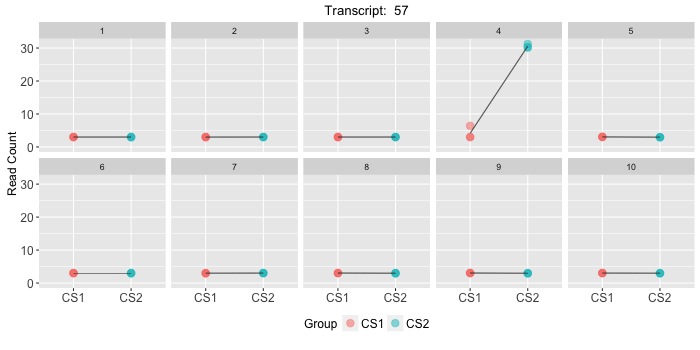 Transcript:  57
1 2 3 4 5
30
20
10
0
Read Count
6 7 8 9 10
30
20
10
0
CS1 CS2 CS1 CS2 CS1 CS2 CS1 CS2 CS1 CS2
Group CS1 CS2